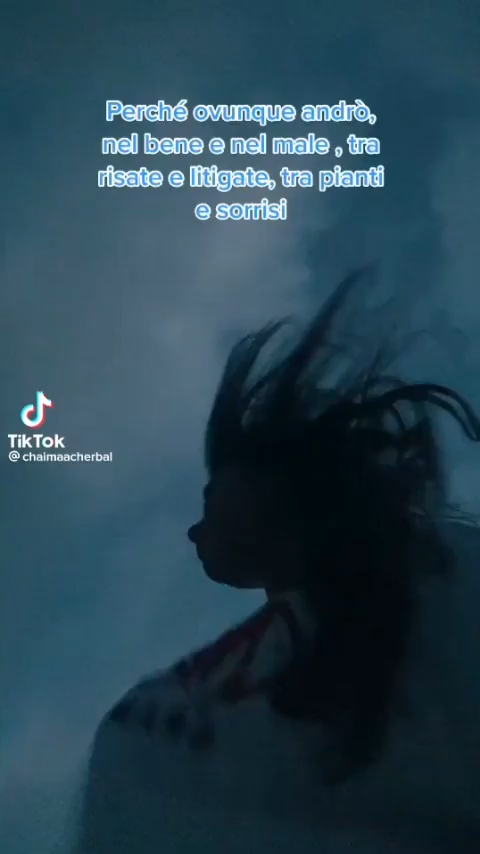 Perché ovunque andrò,
nel bene e nel male , tra
risate e litigate, tra pianti
e sorrisi
TikTok
@ chaimaacherbal